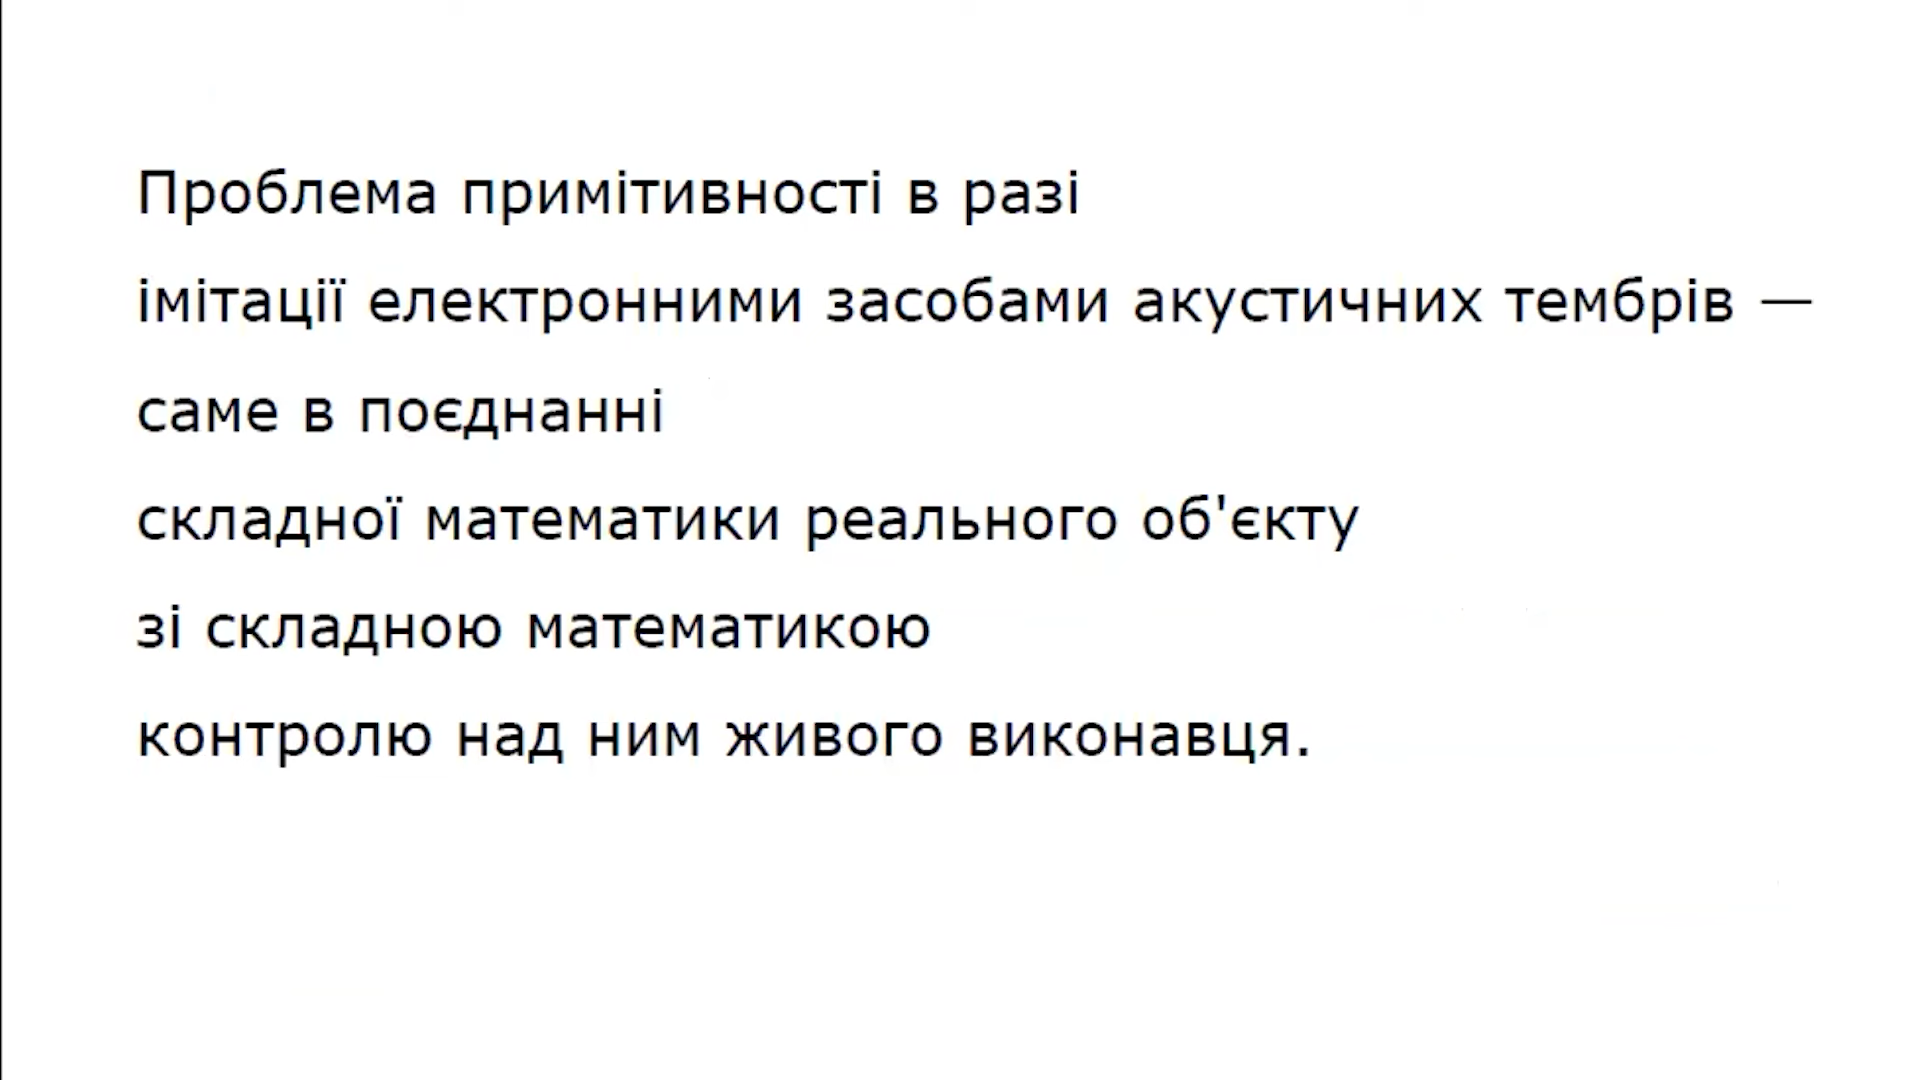 Проблема примітивності в разі
імітації електронними засобами акустичних тембрів —
саме в поєднанні
складної математики реального об'єкту
зі складною математикою
контролю над ним живого виконавця.